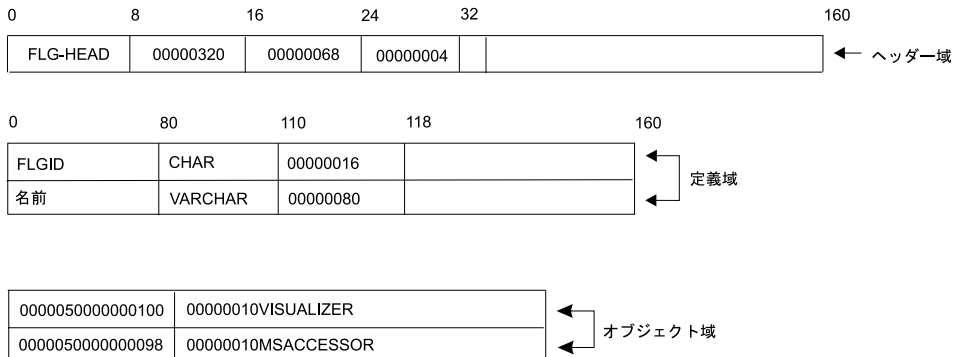 0 8 16 24 32 160
FLG-HEAD 00000320 00000068 00000004 ヘッダー域
0 80 110 118 160
FLGID CHAR 00000016
名前 VARCHAR 00000080
定義域
0000050000000100 00000010VISUALIZER
0000050000000098 00000010MSACCESSOR
オブジェクト域